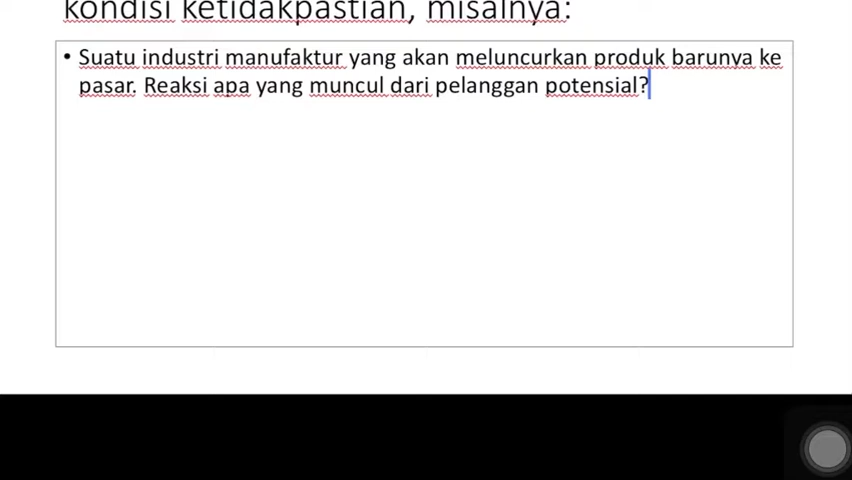 kondisi ketidakpastian, misalnya:
• Suatu industri manufaktur yang akan meluncurkan produk barunya ke
pasar. Reaksi apa yang muncul dari pelanggan potensial?